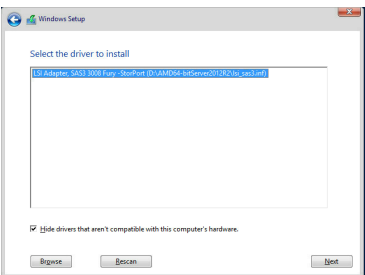 Windows Setup
Select the driver to install
LSI Adapter, SAS3 3008 Fury -StorPort (D:\AMD64-bitServer2012R2\lsi_sas3.inf)
Hide drivers that aren't compatible with this computer's hardware.
Browse Rescan Next